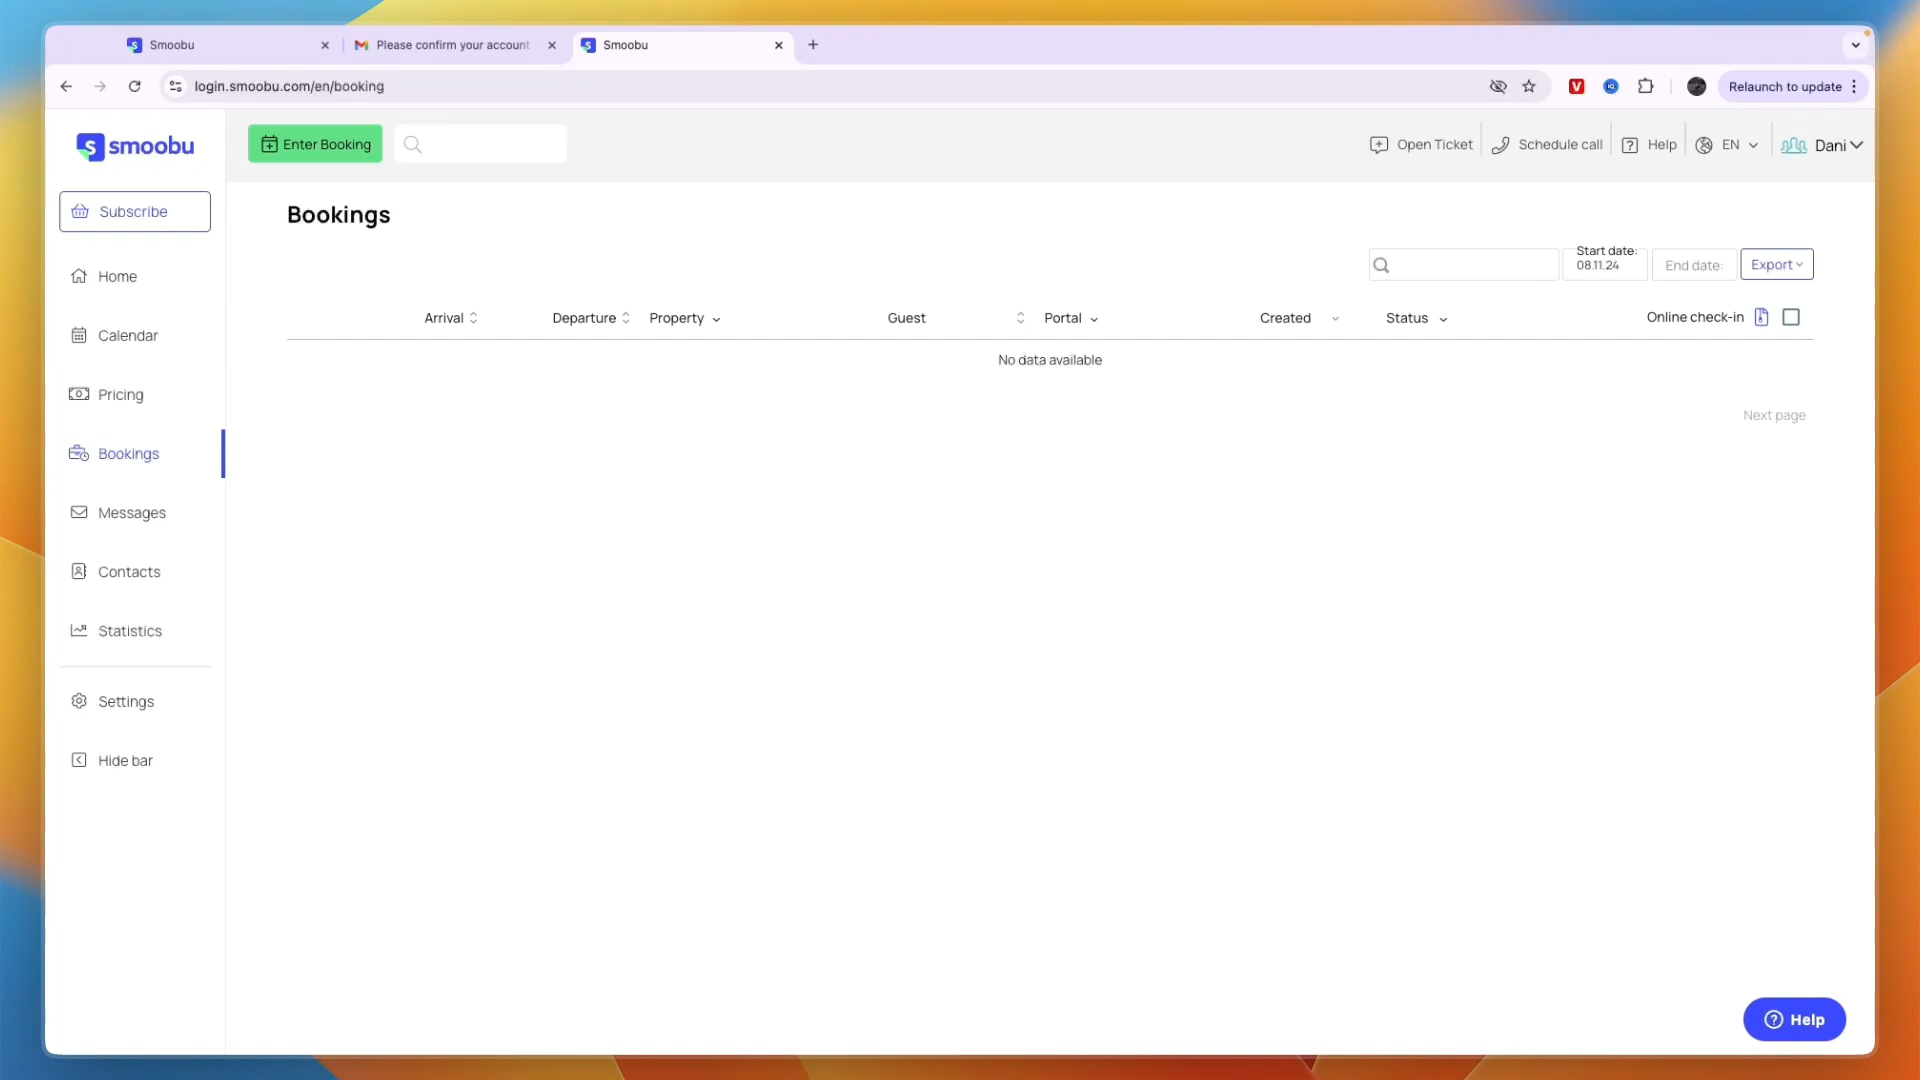 Smoobu
Please confirm your account
Smoobu
login.smoobu.com/en/booking
Relaunch to update
smoobu
Enter Booking
Open Ticket
Schedule call
Help
EN
Dani
Subscribe
Home
Calendar
Pricing
Bookings
Messages
Contacts
Statistics
Settings
Hide bar
Bookings
Start date:
08.11.24
End date:
Export
Arrival
Departure
Property
Guest
Portal
Created
Status
Online check-in
No data available
Next page
Help